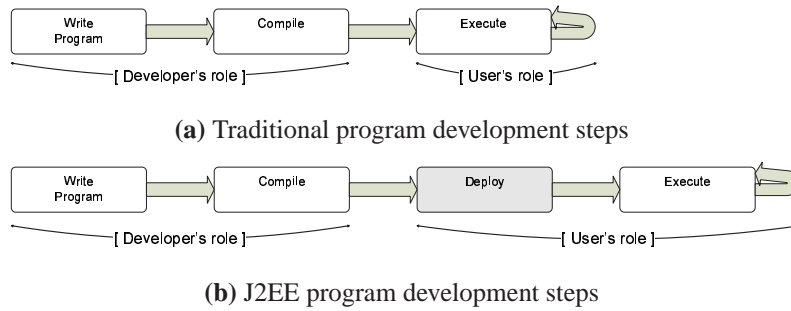 Write Program
Compile
Execute
[ Developer's role ]
[ User's role ]
(a) Traditional program development steps
Write Program
Compile
Deploy
Execute
[ Developer's role ]
[ User's role ]
(b) J2EE program development steps